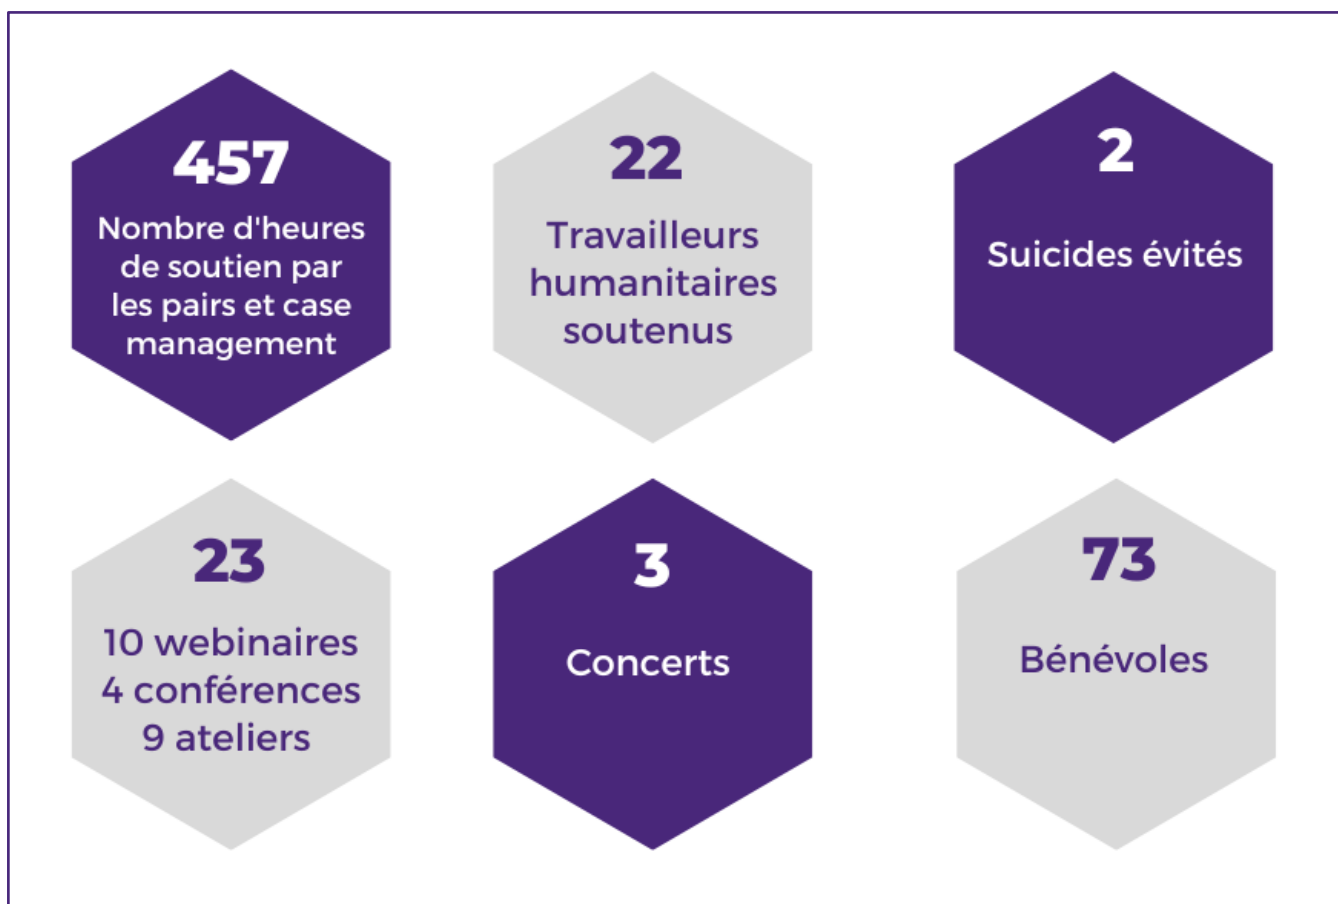 457
Nombre d'heures
de soutien par
les pairs et case
management
22
Travailleurs
humanitaires
soutenus
2
Suicides évités
23
10 webinaires
4 conférences
9 ateliers
3
Concerts
73
Bénévoles